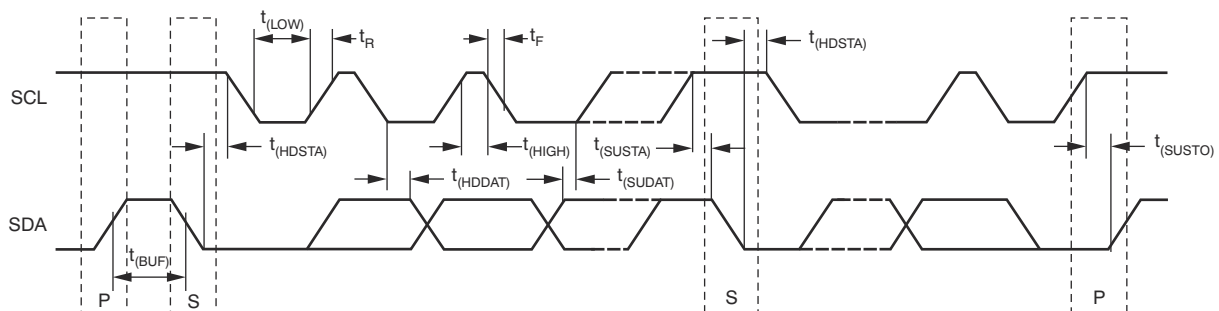 t(LOW)
tR
tF
t(HDSTA)
SCL
t(HDSTA)
t(HIGH)
t(SUSTA)
t(SUSTO)
t(HDDAT)
t(SUDAT)
SDA
t(BUF)
P
S
S
P